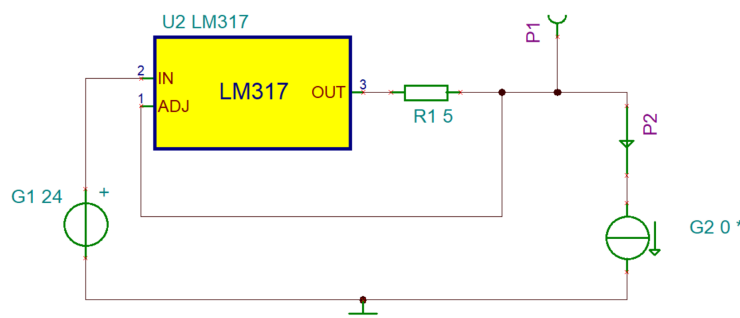 U2 LM317
P1
2
IN
1
ADJ
LM317
OUT
3
R1 5
P2
G1 24
+
G2 0 *